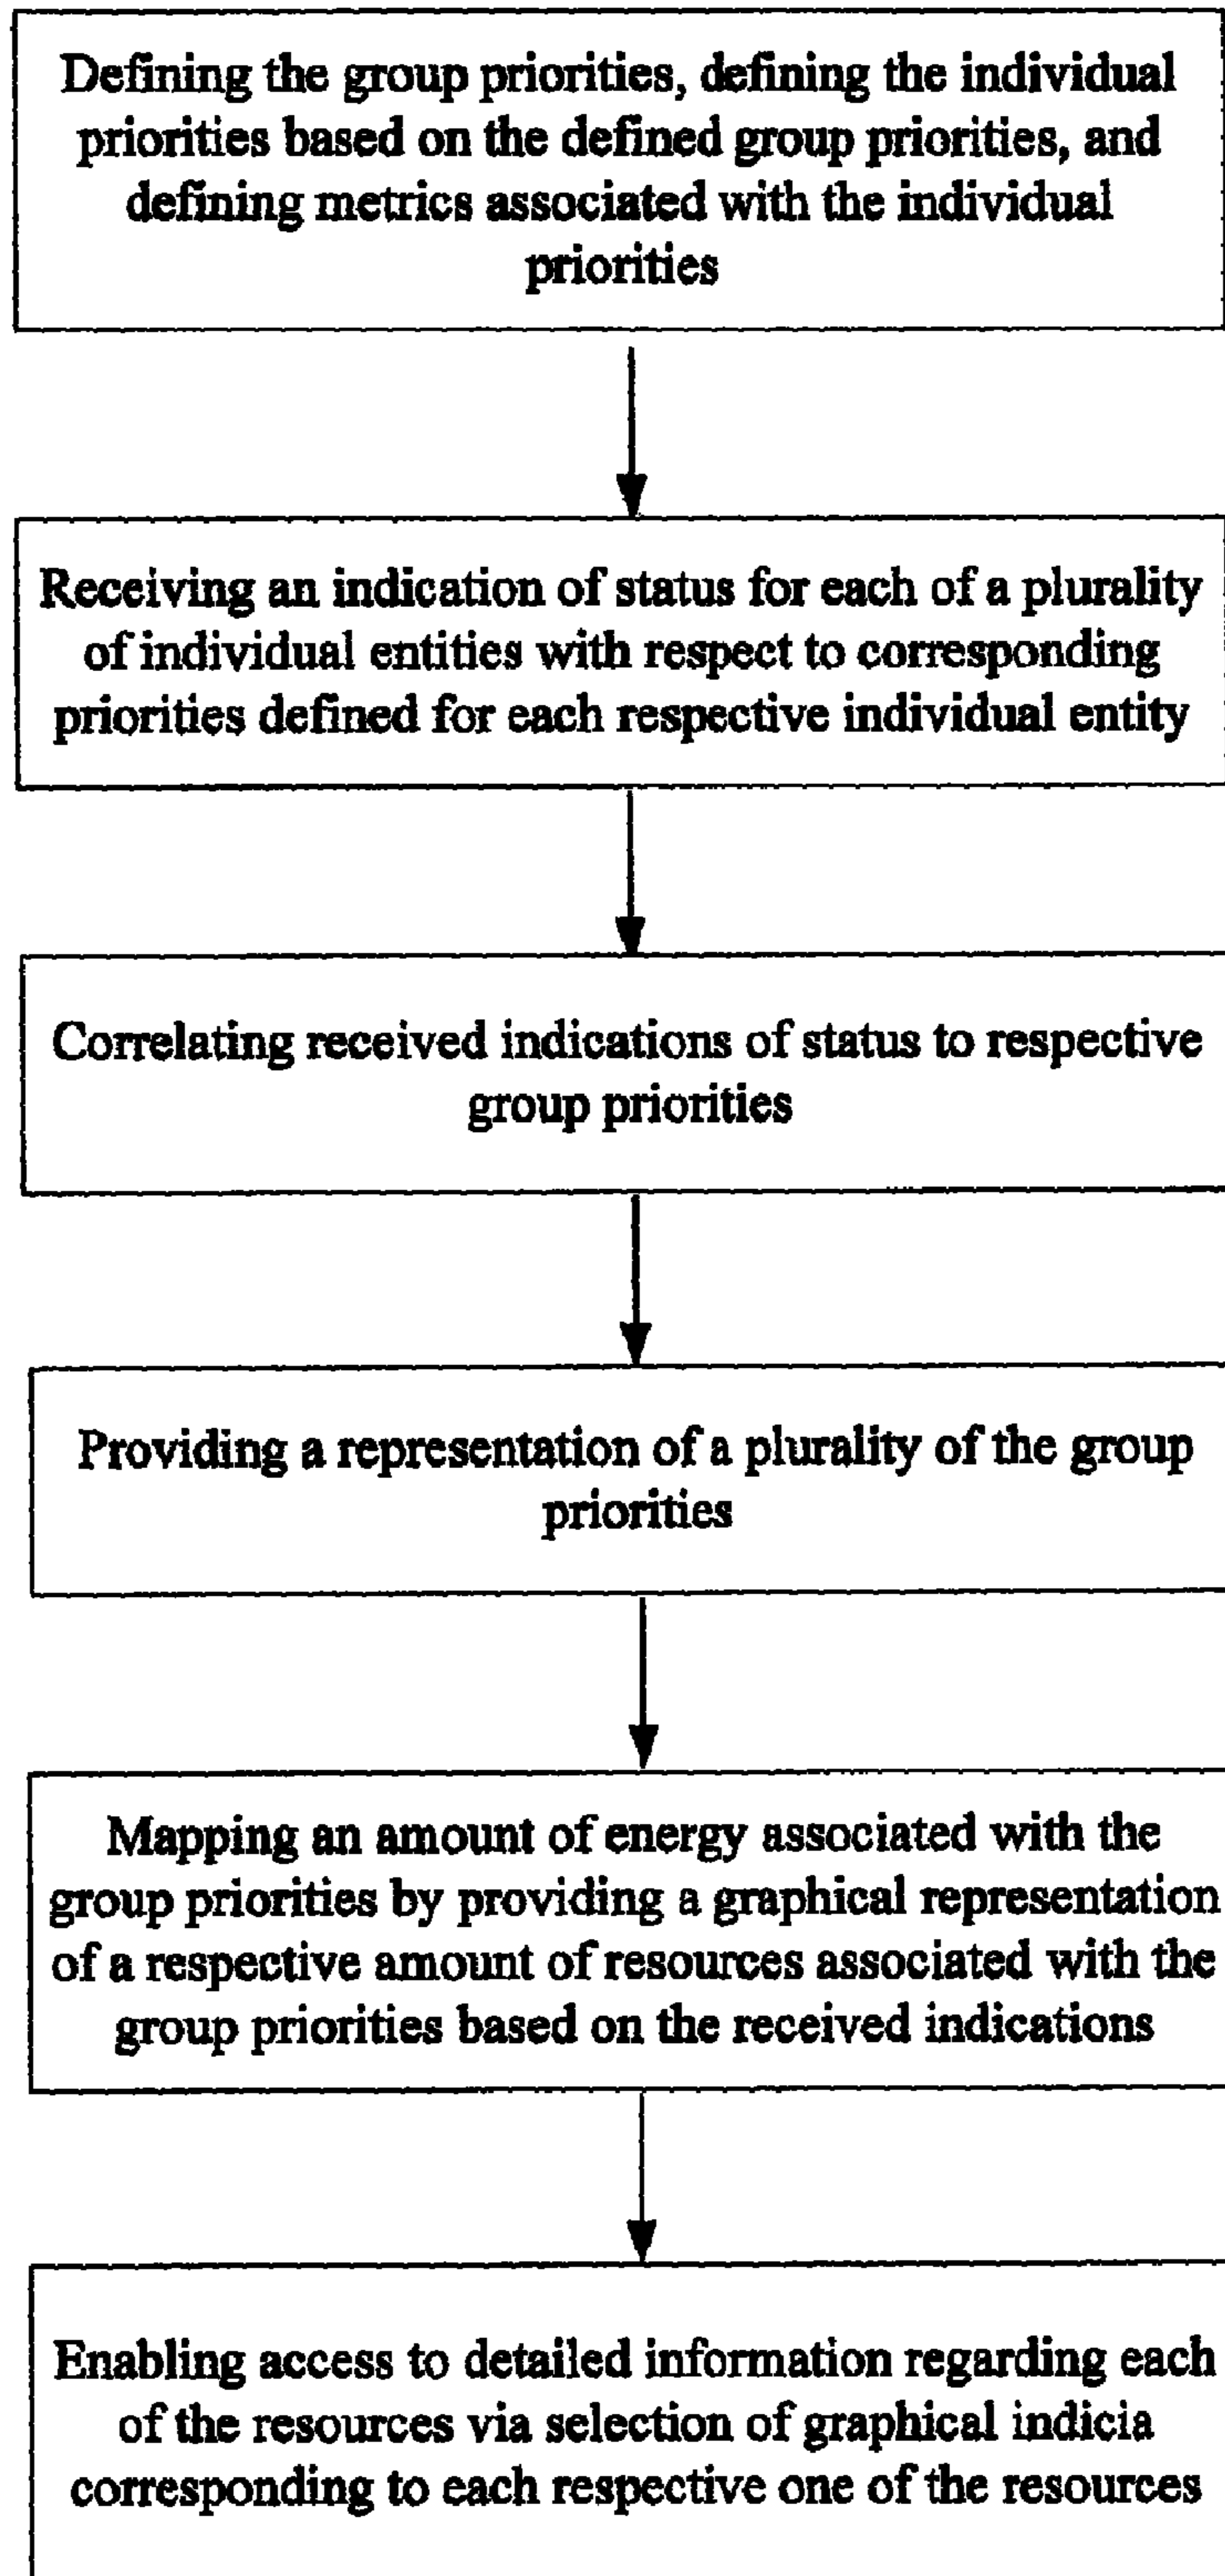 Defining the group priorities, defining the individual
priorities based on the defined group priorities, and
defining metrics associated with the individual
priorities
Receiving an indication of status for each of a plurality
of individual entities with respect to corresponding
priorities defined for each respective individual entity
Correlating received indications of status to respective
group priorities
Providing a representation of a plurality of the group
priorities
Mapping an amount of energy associated with the
group priorities by providing a graphical representation
of a respective amount of resources associated with the
group priorities based on the received indications
Enabling access to detailed information regarding each
of the resources via selection of graphical indicia
corresponding to each respective one of the resources